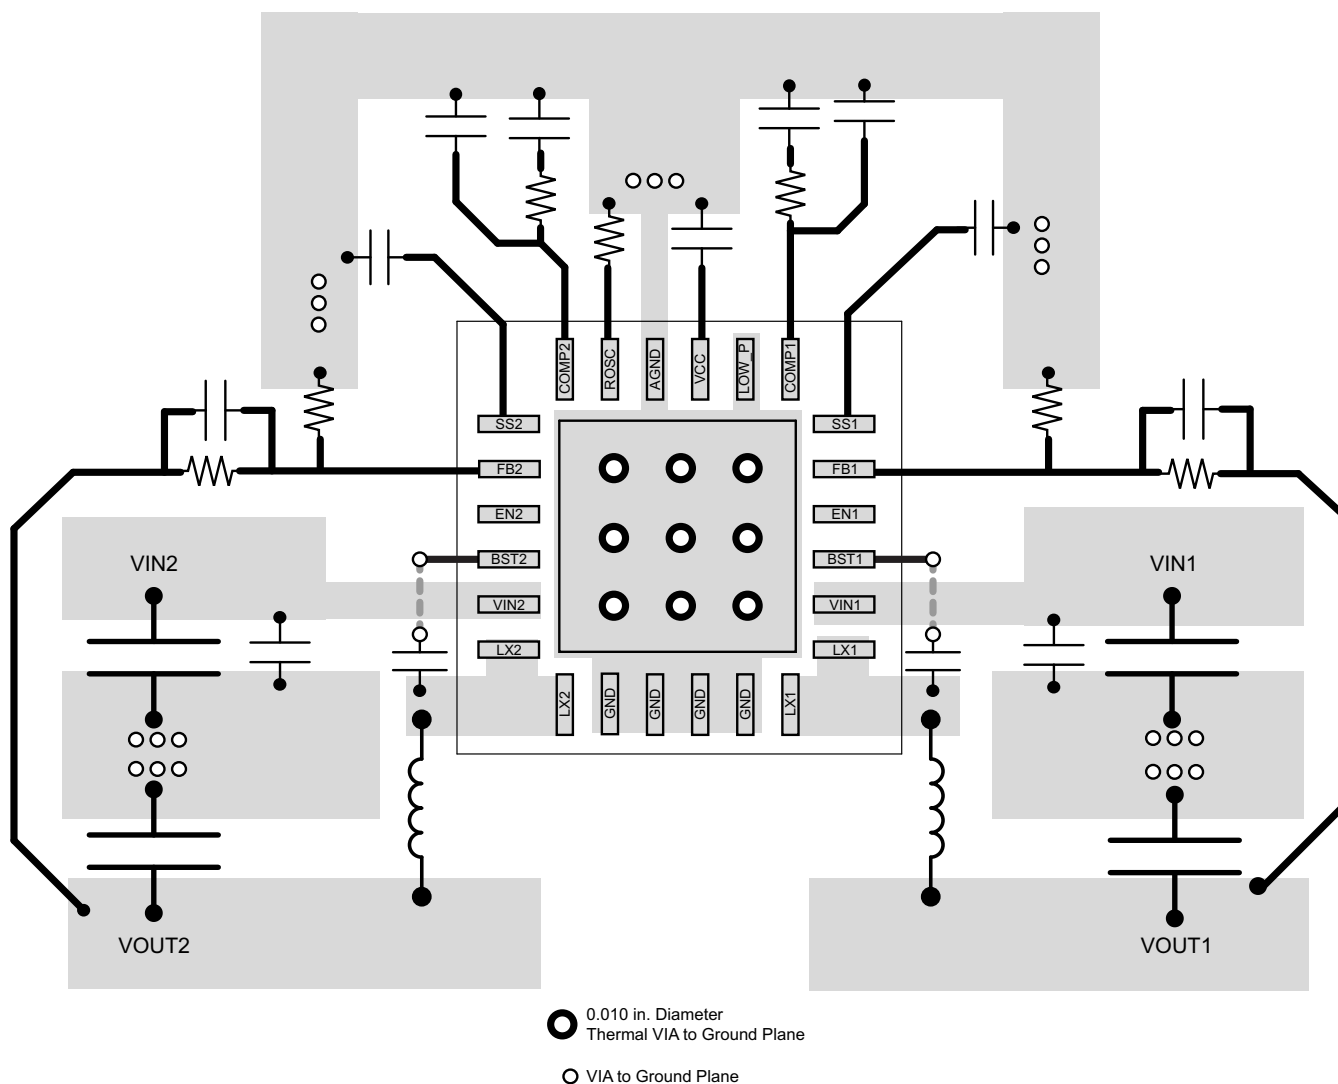 COMP2
ROSC
AGND
VCC
LOW_P
COMP1
SS2
SS1
FB2
FB1
EN2
EN1
BST2
BST1
VIN2
VIN1
VIN2
VIN1
LX2
LX1
LX2
GND
GND
GND
GND
LX1
VOUT2
VOUT1
0.010 in. Diameter
Thermal VIA to Ground Plane
VIA to Ground Plane